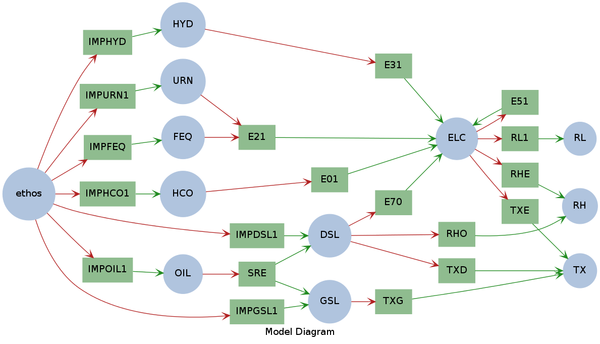 HYD
IMPHYD
E31
URN
IMPURN1
E51
FEQ
E21
ELC
RL1
RL
IMPFEQ
RHE
ethos
IMPHCO1
HCO
E01
E70
TXE
RH
IMPDSL1
DSL
RHO
IMPOIL1
OIL
SRE
TXD
TX
IMPGSL1
GSL
TXG
Model Diagram